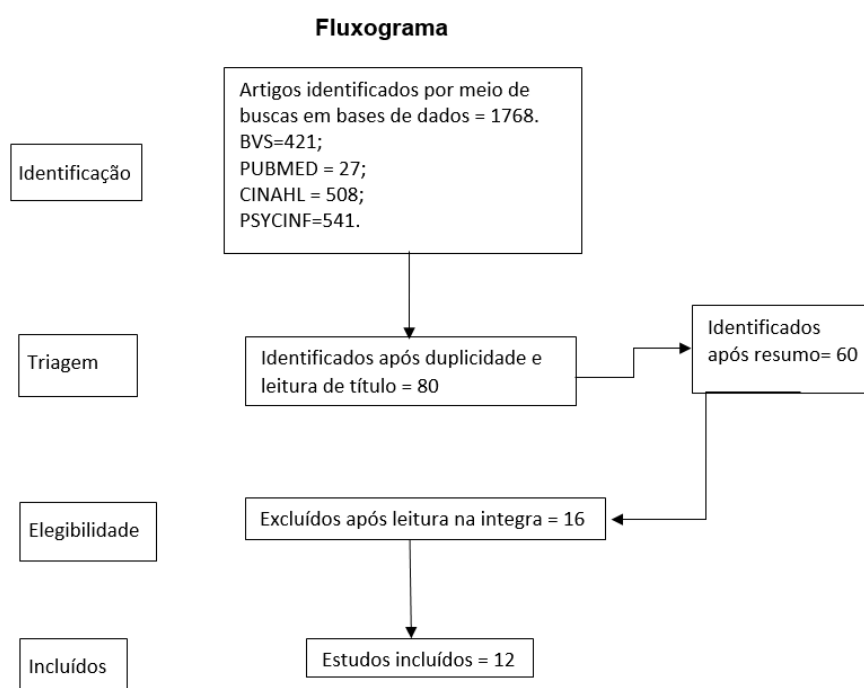 Fluxograma
Artigos identificados por meio de
buscas em bases de dados = 1768.
BVS=421;
PUBMED = 27;
CINAHL = 508;
PSYCINF=541.
Identificação
Triagem
Identificados após duplicidade e
leitura de título = 80
Identificados
após resumo= 60
Elegibilidade
Excluídos após leitura na integra = 16
Incluídos
Estudos incluídos = 12